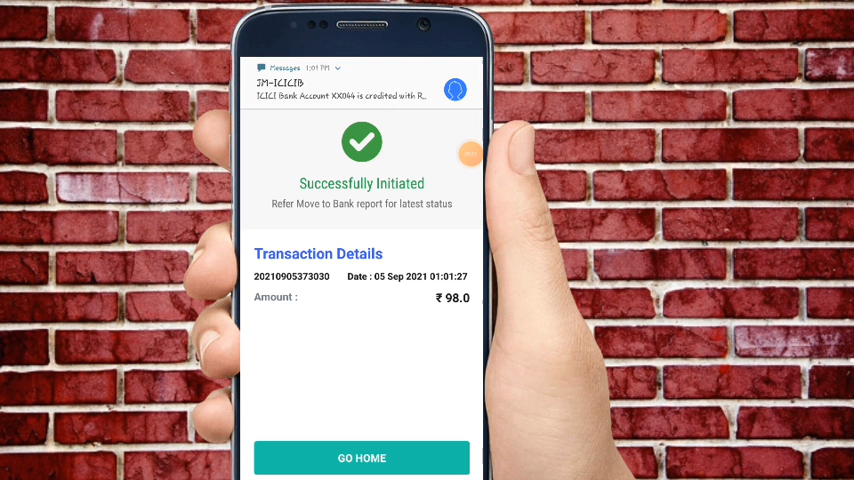 Messages 1:01 PM
JM-ICICIB
ICICI Bank Account XX044 is credited with R...
Successfully Initiated
Refer Move to Bank report for latest status
Transaction Details
20210905373030 Date : 05 Sep 2021 01:01:27
Amount : ₹ 98.0
GO HOME